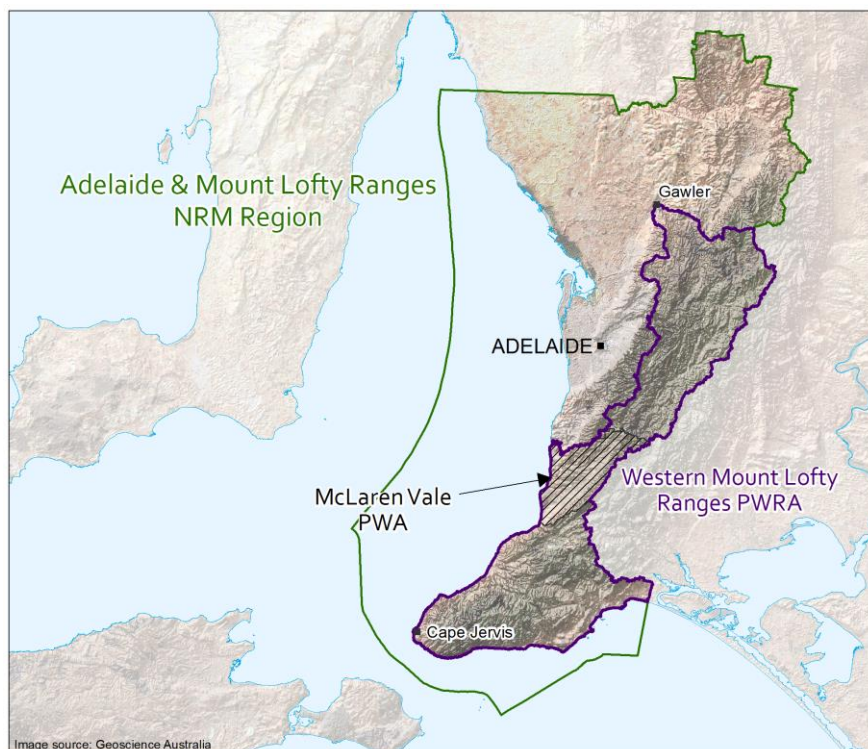 Adelaide & Mount Lofty Ranges
NRM Region
Gawler
ADELAIDE
McLaren Vale
PWA
Western Mount Lofty
Ranges PWRA
Cape Jervis
Image source: Geoscience Australia